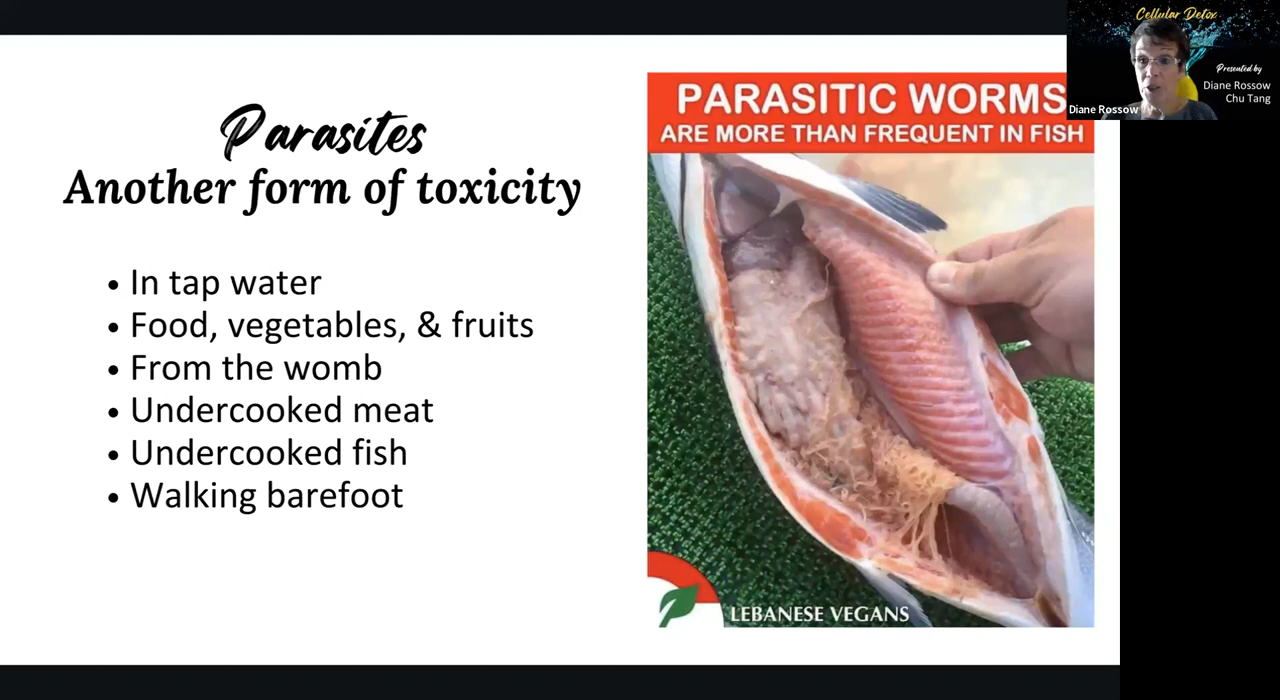 Parasites
Another form of toxicity
• In tap water
• Food, vegetables, & fruits
• From the womb
• Undercooked meat
• Undercooked fish
• Walking barefoot
PARASITIC WORMS
ARE MORE THAN FREQUENT IN FISH
LEBANESE VEGANS
Cellular Detox
Presented by
Diane Rossow
Chu Tang
Diane Rossow